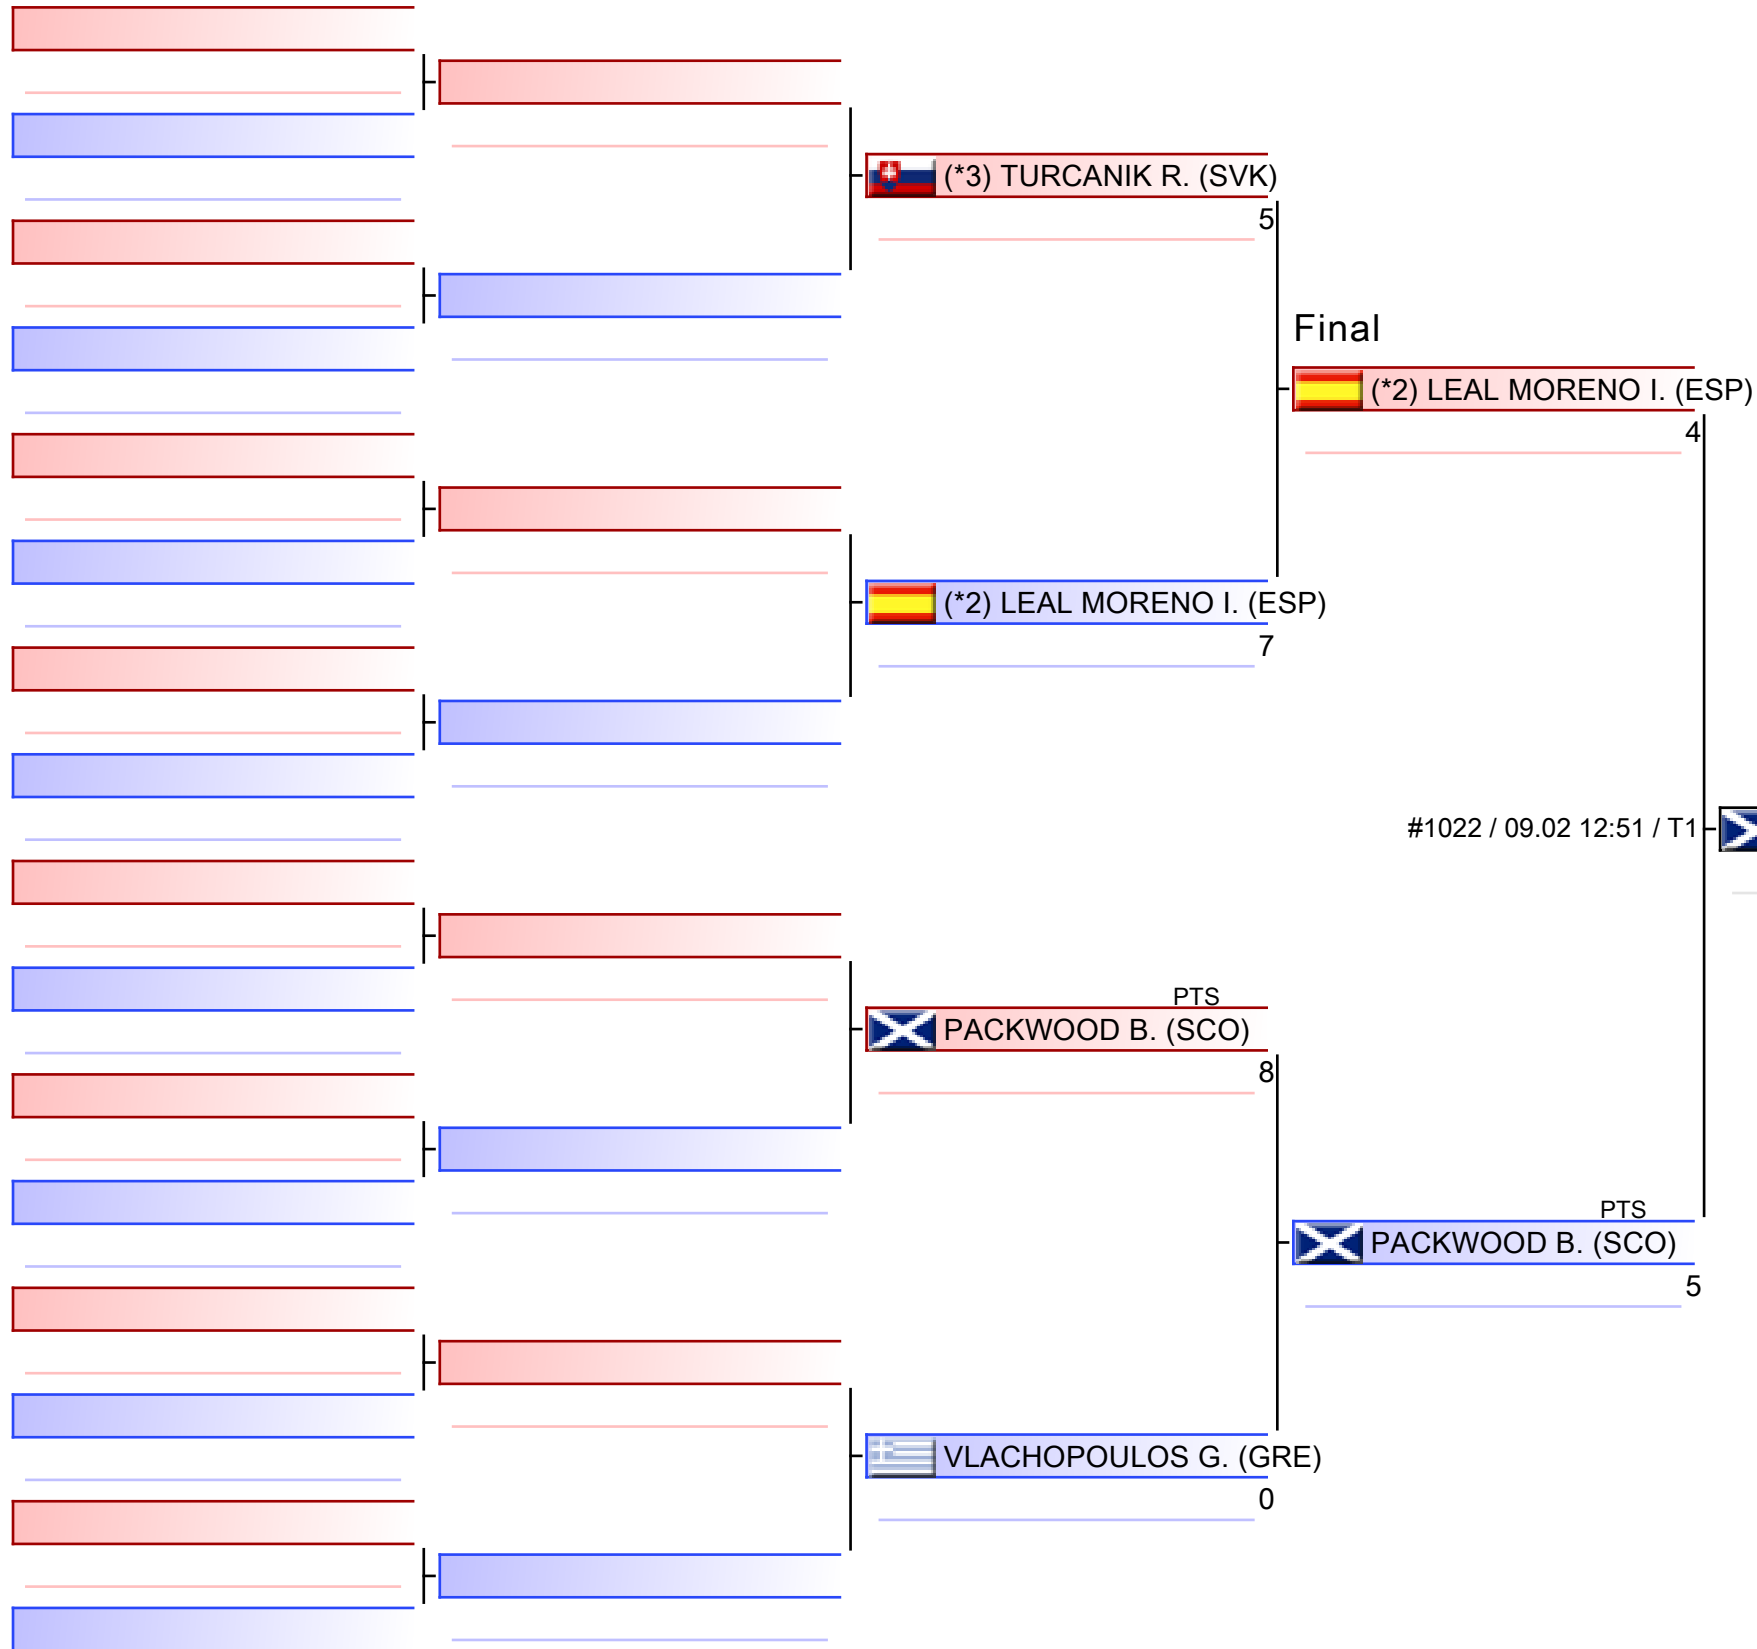 (*3) TURCANIK R. (SVK)
5
Final
(*2) LEAL MORENO I. (ESP)
4
(*2) LEAL MORENO I. (ESP)
7
#1022 / 09.02 12:51 / T1
PTS
PACKWOOD B. (SCO)
8
PTS
PACKWOOD B. (SCO)
5
VLACHOPOULOS G. (GRE)
0